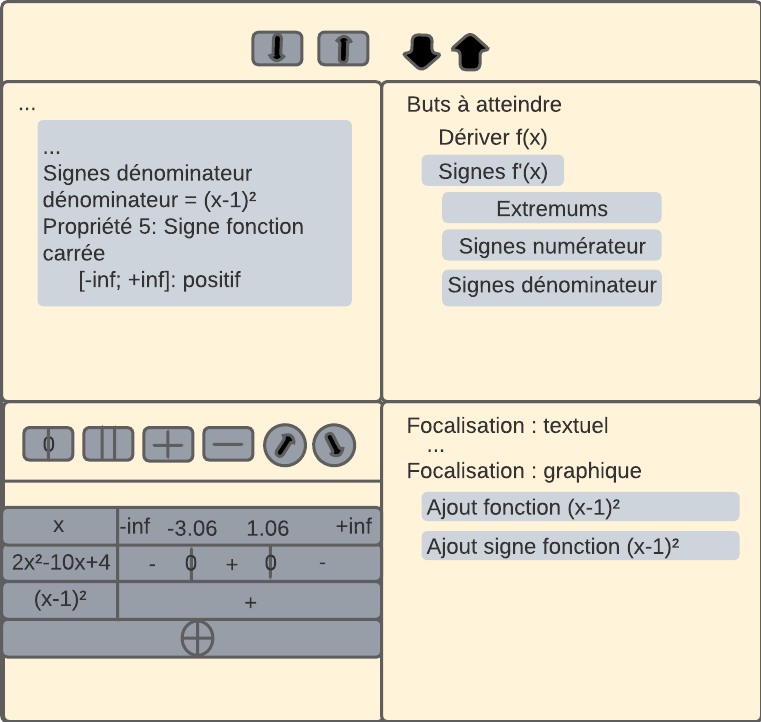 ...
...
Signes dénominateur
dénominateur = (x-1)²
Propriété 5: Signe fonction
carrée
[-inf; +inf]: positif
Buts à atteindre
Dériver f(x)
Signes f'(x)
Extremums
Signes numérateur
Signes dénominateur
0
x -inf -3.06 1.06 +inf
2x²-10x+4 - 0 + 0 -
(x-1)² +
Focalisation : textuel
...
Focalisation : graphique
Ajout fonction (x-1)²
Ajout signe fonction (x-1)²